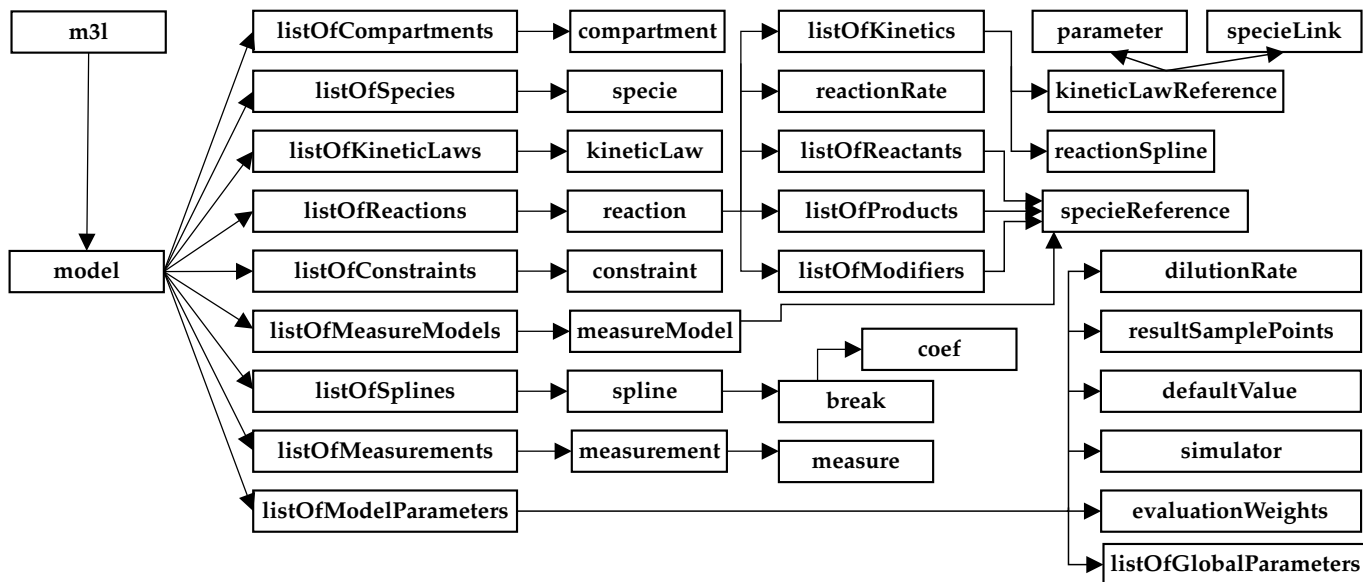 m3l
listOfCompartments
compartment
listOfKinetics
parameter
specieLink
listOfSpecies
specie
reactionRate
kineticLawReference
listOfKineticLaws
kineticLaw
listOfReactants
reactionSpline
listOfReactions
reaction
listOfProducts
specieReference
model
listOfConstraints
constraint
listOfModifiers
dilutionRate
listOfMeasureModels
measureModel
coef
resultSamplePoints
listOfSplines
spline
break
defaultValue
listOfMeasurements
measurement
measure
simulator
listOfModelParameters
evaluationWeights
listOfGlobalParameters